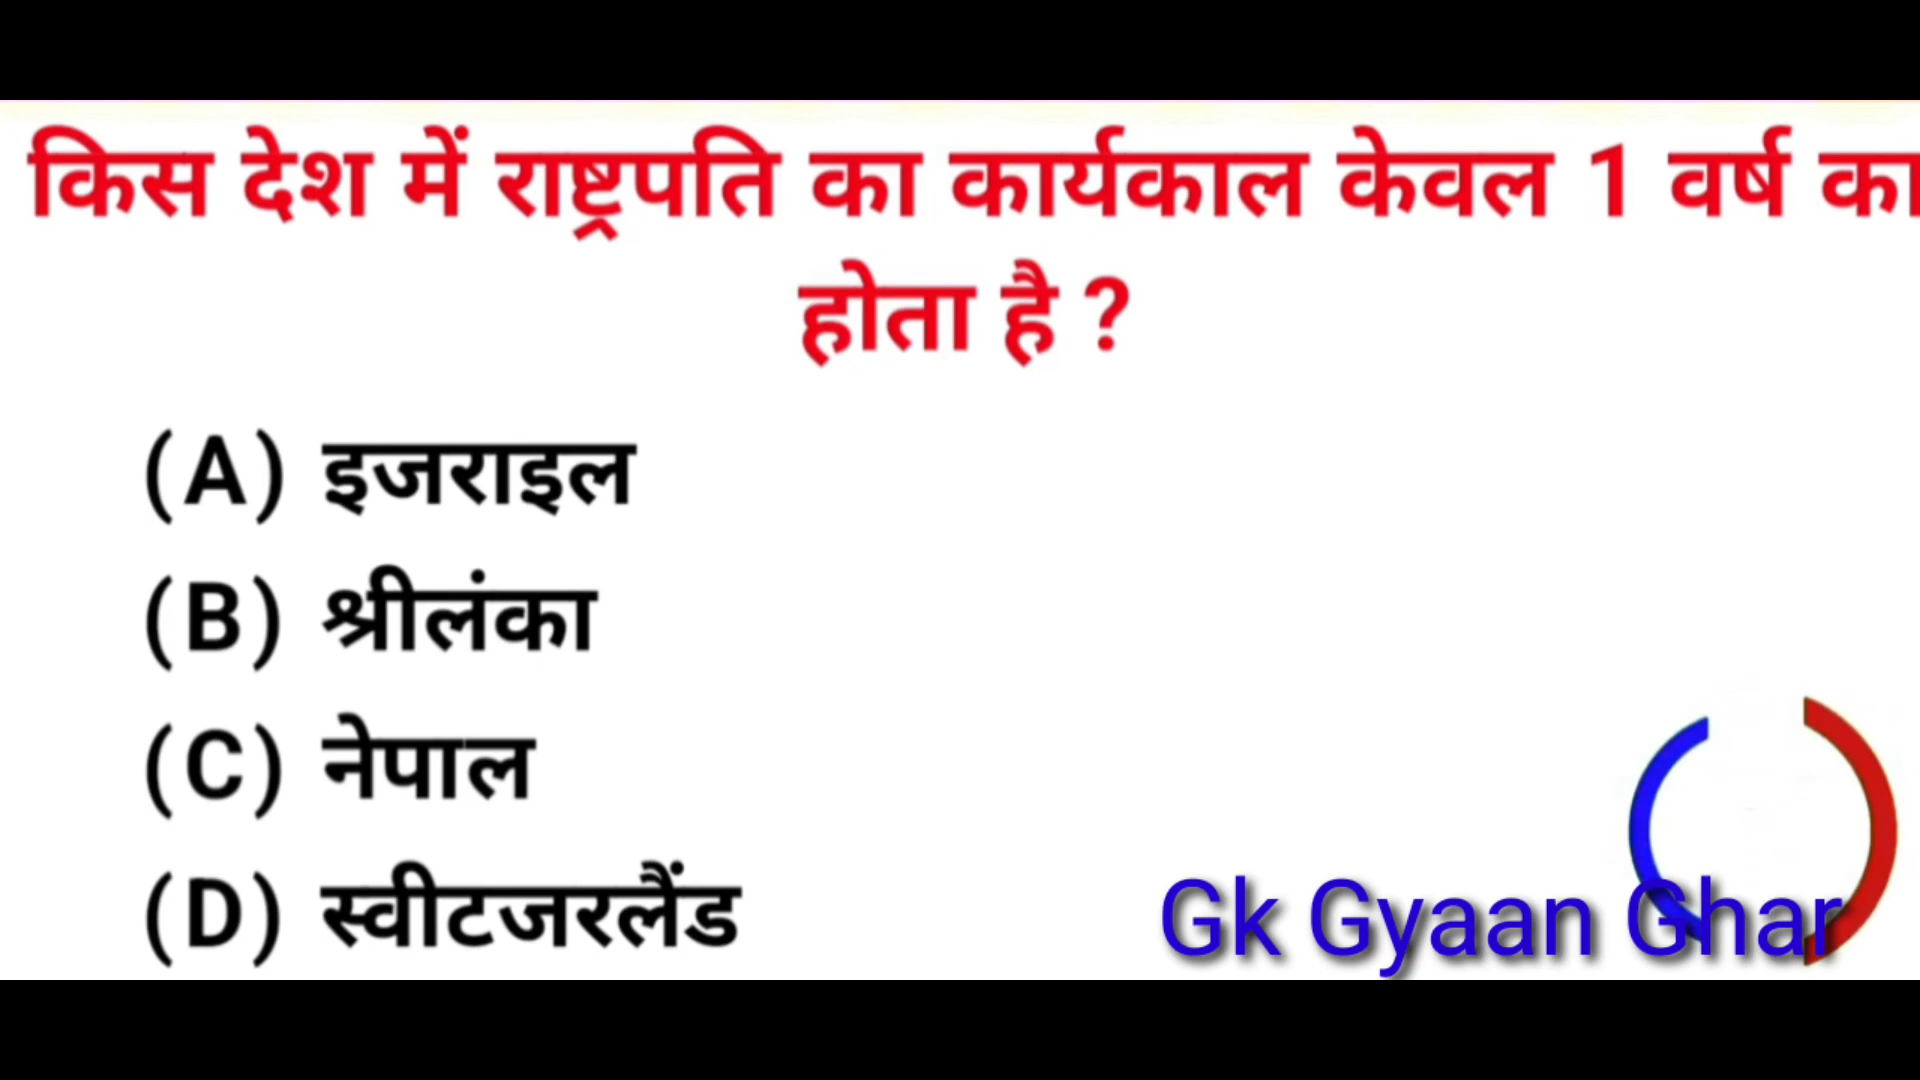 किस देश में राष्ट्रपति का कार्यकाल केवल 1 वर्ष का
होता है ?
(A) इजराइल
(B) श्रीलंका
(C) नेपाल
(D) स्वीटजरलैंड
Gk Gyaan Ghar